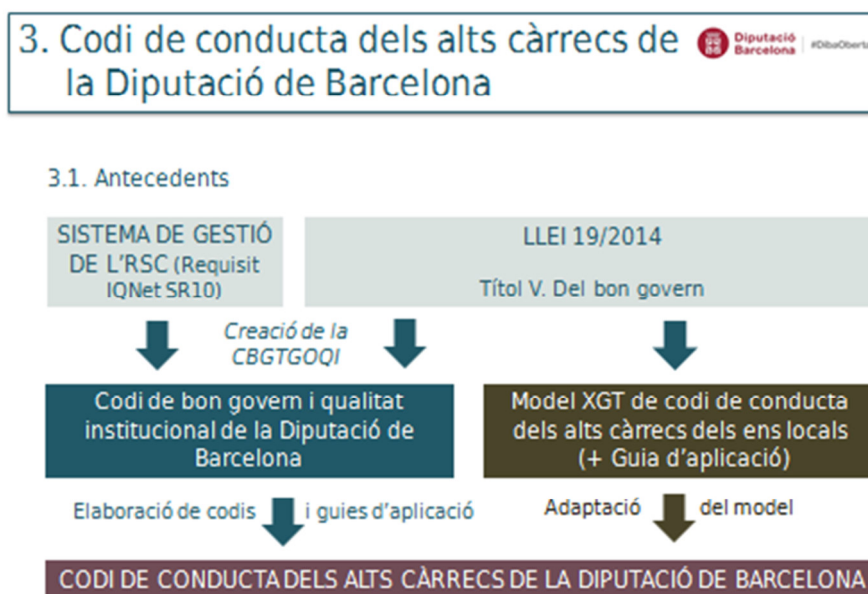 3. Codi de conducta dels alts càrrecs de
la Diputació de Barcelona
Diputació
Barcelona
#DibaOberta
3.1. Antecedents
SISTEMA DE GESTIÓ
DE L'RSC (Requisit
IQNet SR10)
LLEI 19/2014
Títol V. Del bon govern
Creació de la
CBGTGOQI
Codi de bon govern i qualitat
institucional de la Diputació de
Barcelona
Model XGT de codi de conducta
dels alts càrrecs dels ens locals
(+ Guia d'aplicació)
Elaboració de codis i guies d'aplicació
Adaptació del model
CODI DE CONDUCTA DELS ALTS CÀRRECS DE LA DIPUTACIÓ DE BARCELONA